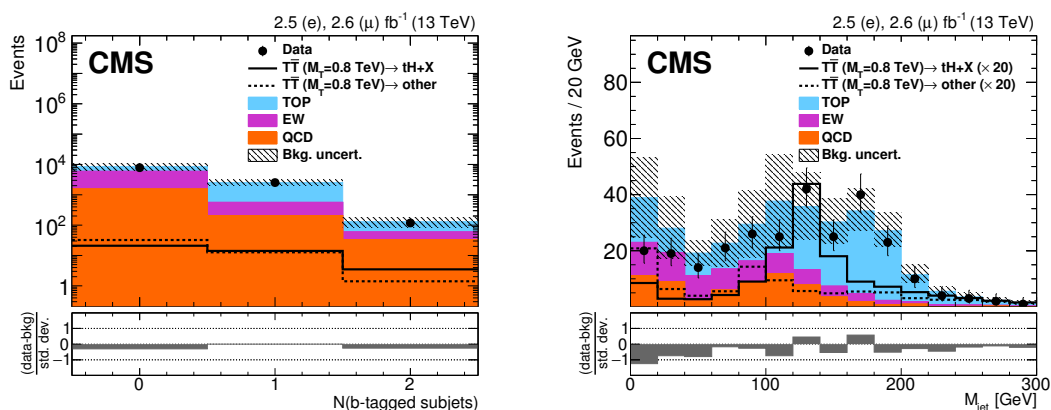 2.5 (e), 2.6 (μ) fb⁻¹ (13 TeV)
Events
10⁸
10⁶
10⁴
10²
1
CMS
Data
TT̅ (M_T=0.8 TeV)→ tH+X
TT̅ (M_T=0.8 TeV)→ other
TOP
EW
QCD
Bkg. uncert.
(data-bkg)
std. dev.
1
0
−1
0 1 2
N(b-tagged subjets)
2.5 (e), 2.6 (μ) fb⁻¹ (13 TeV)
Events / 20 GeV
80
60
40
20
CMS
Data
TT̅ (M_T=0.8 TeV)→ tH+X (× 20)
TT̅ (M_T=0.8 TeV)→ other (× 20)
TOP
EW
QCD
Bkg. uncert.
(data-bkg)
std. dev.
1
0
−1
0 100 200 300
M_jet [GeV]